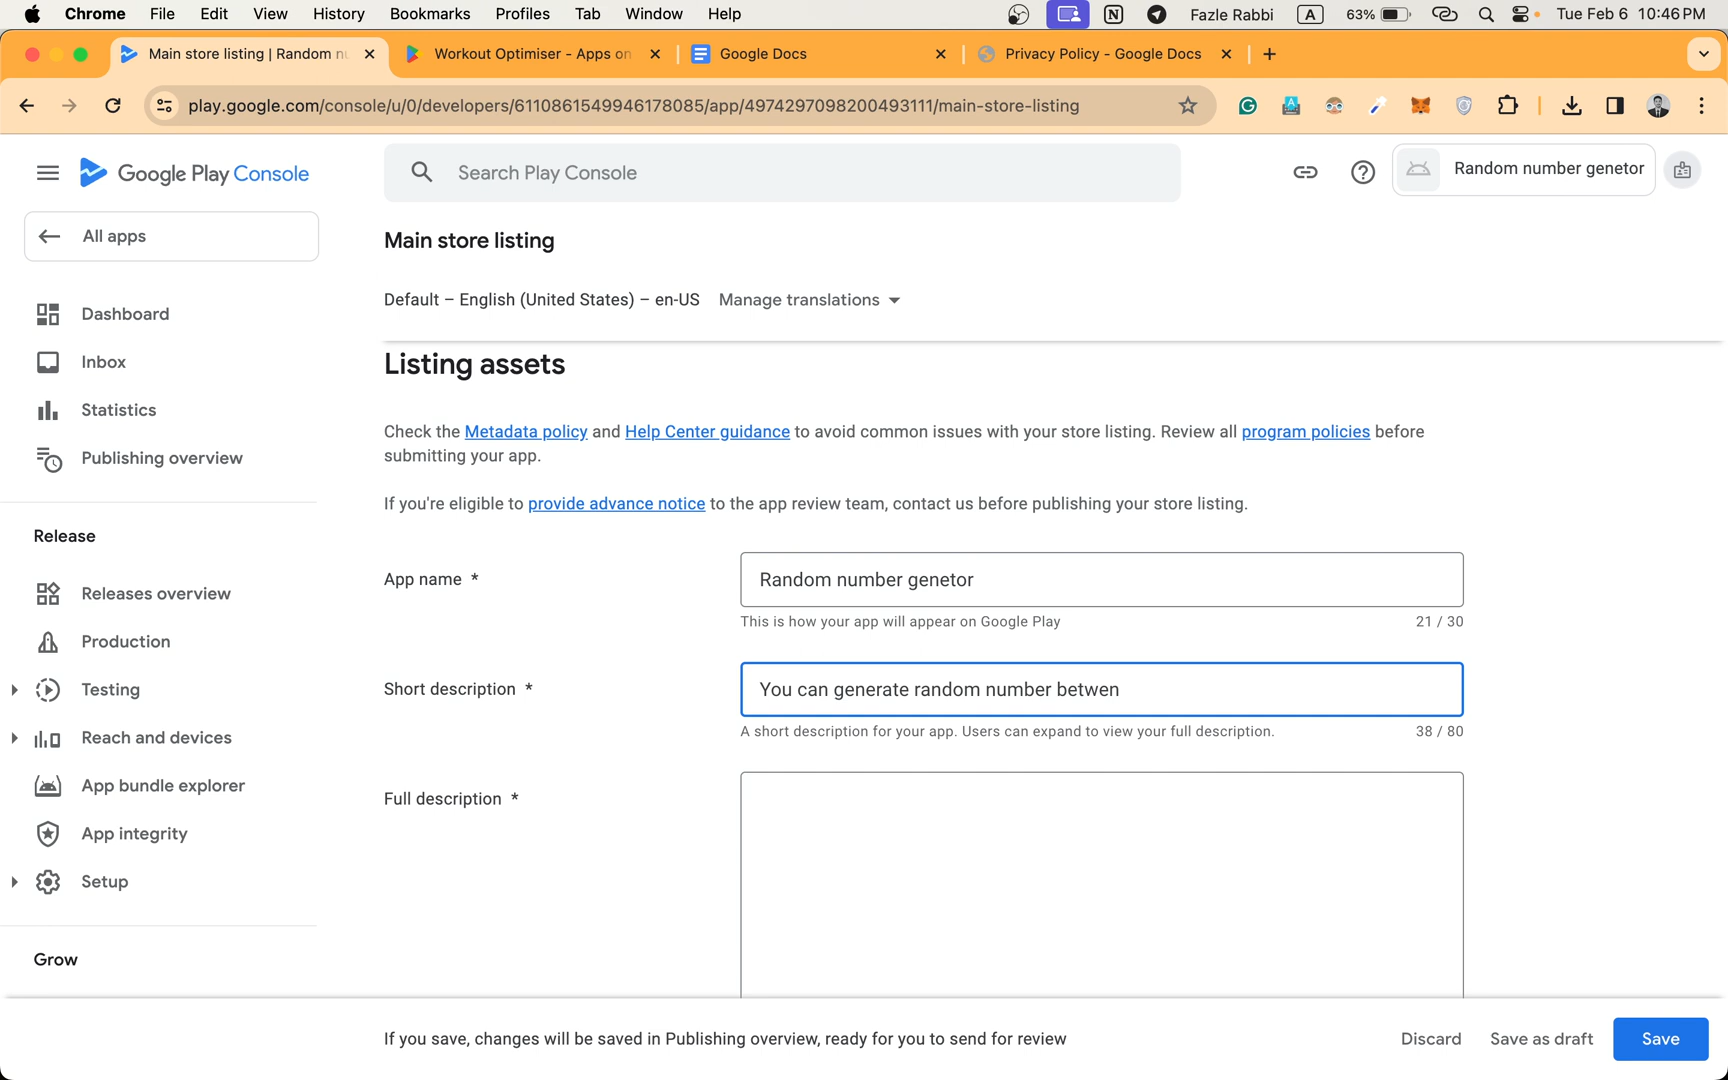 Chrome File Edit View History Bookmarks Profiles Tab Window Help Fazle Rabbi A 63% Tue Feb 6 10:46 PM
Main store listing | Random nu Workout Optimiser - Apps on Google Docs Privacy Policy - Google Docs
play.google.com/console/u/0/developers/6110861549946178085/app/4974297098200493111/main-store-listing
Google Play Console
Search Play Console
Random number genetor
All apps
Dashboard
Inbox
Statistics
Publishing overview
Release
Releases overview
Production
Testing
Reach and devices
App bundle explorer
App integrity
Setup
Grow
Main store listing
Default – English (United States) – en-US Manage translations
Listing assets
Check the Metadata policy and Help Center guidance to avoid common issues with your store listing. Review all program policies before
submitting your app.
If you're eligible to provide advance notice to the app review team, contact us before publishing your store listing.
App name *
Random number genetor
This is how your app will appear on Google Play 21 / 30
Short description *
You can generate random number betwen
A short description for your app. Users can expand to view your full description. 38 / 80
Full description *
If you save, changes will be saved in Publishing overview, ready for you to send for review
Discard Save as draft Save